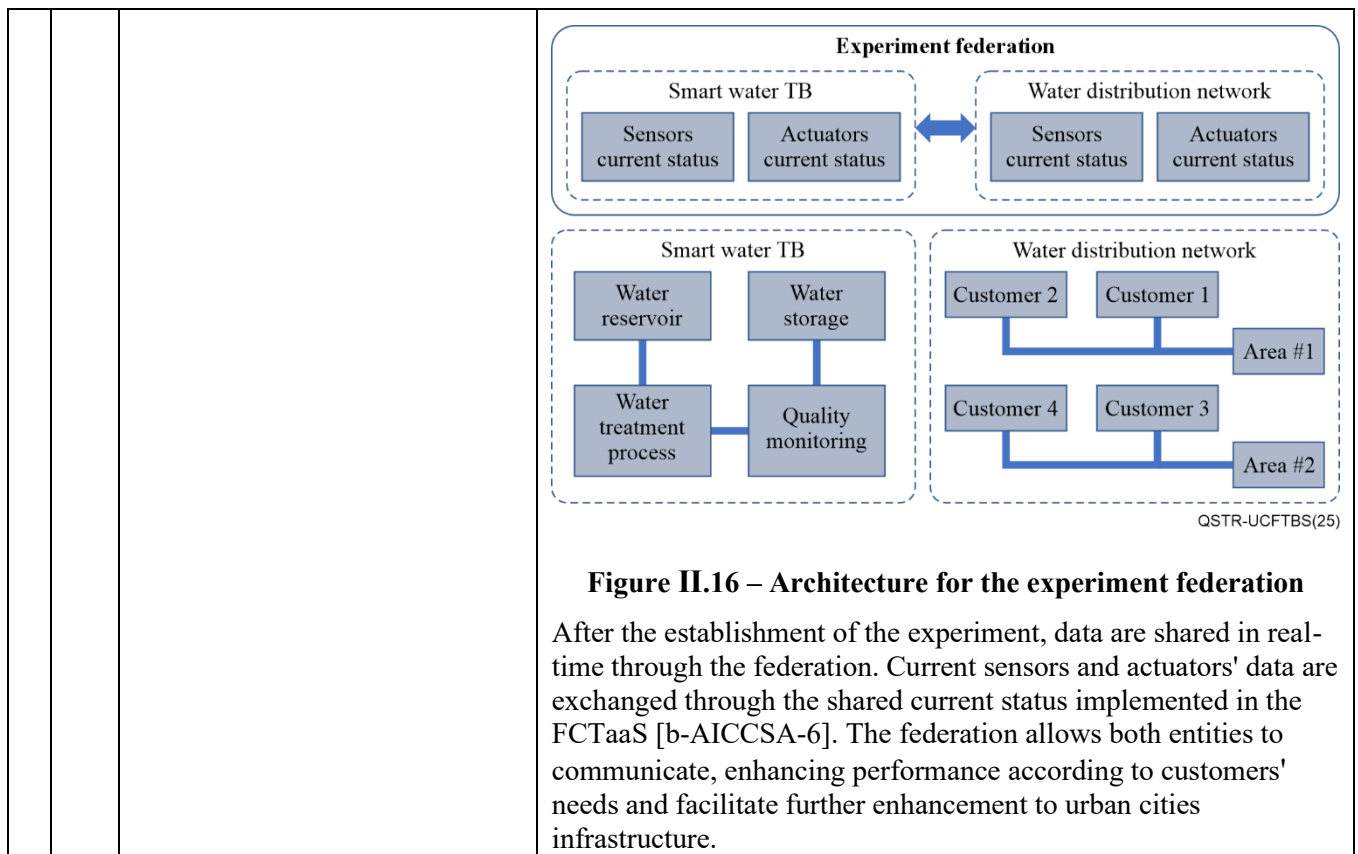 Experiment federation
Smart water TB
Sensors
current status
Actuators
current status
Water distribution network
Sensors
current status
Actuators
current status
Smart water TB
Water
reservoir
Water
storage
Water
treatment
process
Quality
monitoring
Water distribution network
Customer 2
Customer 1
Area #1
Customer 4
Customer 3
Area #2
QSTR-UCFTBS(25)
Figure II.16 – Architecture for the experiment federation
After the establishment of the experiment, data are shared in real-
time through the federation. Current sensors and actuators' data are
exchanged through the shared current status implemented in the
FCTaaS [b-AICCSA-6]. The federation allows both entities to
communicate, enhancing performance according to customers'
needs and facilitate further enhancement to urban cities
infrastructure.